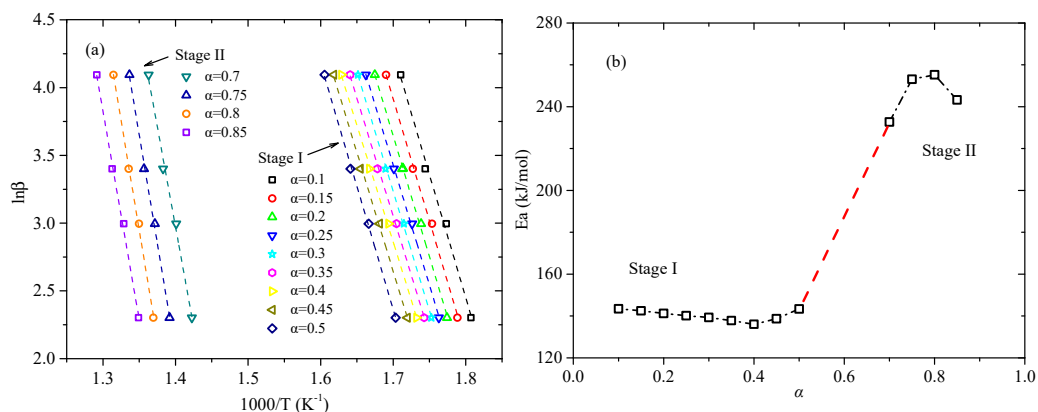 (a)
Stage II
α=0.7
α=0.75
α=0.8
α=0.85
Stage I
α=0.1
α=0.15
α=0.2
α=0.25
α=0.3
α=0.35
α=0.4
α=0.45
α=0.5
4.5
4.0
3.5
3.0
2.5
2.0
lnβ
1.3 1.4 1.5 1.6 1.7 1.8
1000/T (K⁻¹)
(b)
Stage I
Stage II
280
240
200
160
120
Ea (kJ/mol)
0.0 0.2 0.4 0.6 0.8 1.0
α